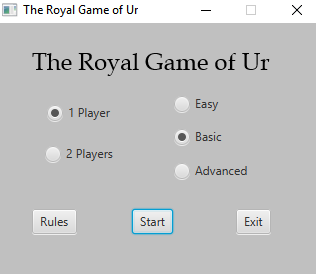 The Royal Game of Ur
The Royal Game of Ur
1 Player
Easy
Basic
2 Players
Advanced
Rules
Start
Exit